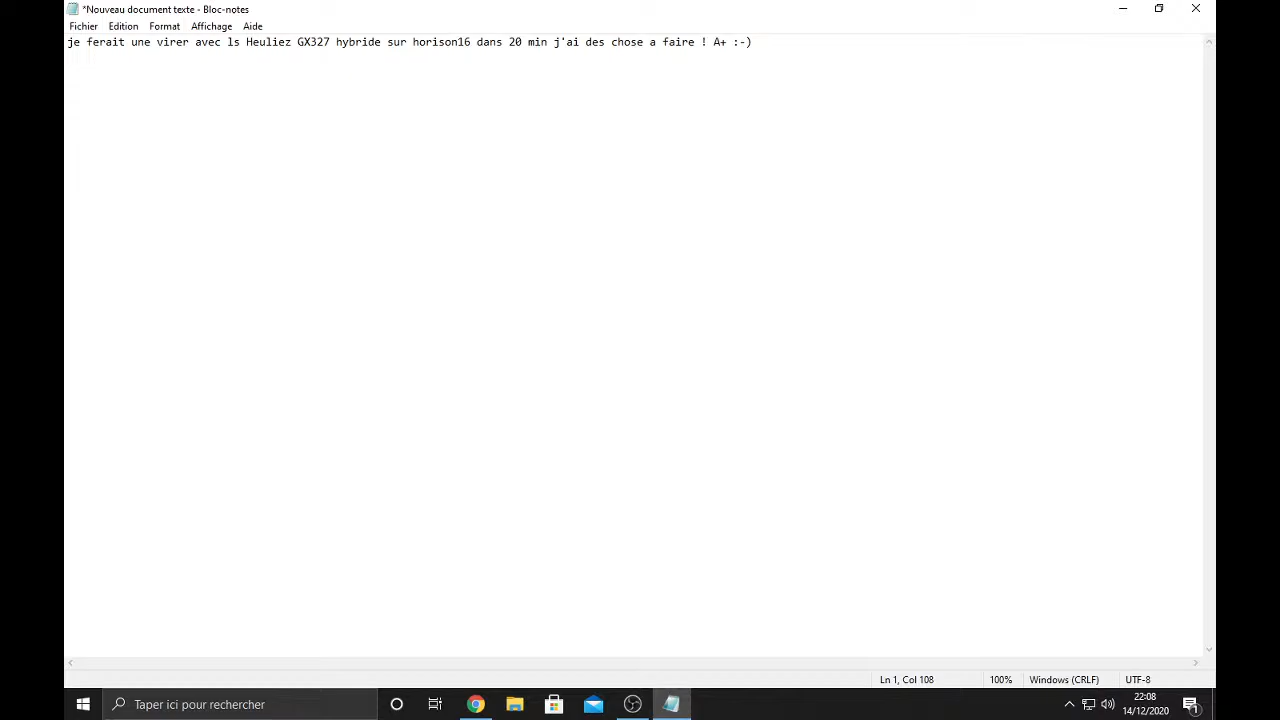 *Nouveau document texte - Bloc-notes
Fichier Edition Format Affichage Aide
je ferait une virer avec ls Heuliez GX327 hybride sur horison16 dans 20 min j'ai des chose a faire ! A+ :-)
Ln 1, Col 108 100% Windows (CRLF) UTF-8
Taper ici pour rechercher
22:08
14/12/2020
1